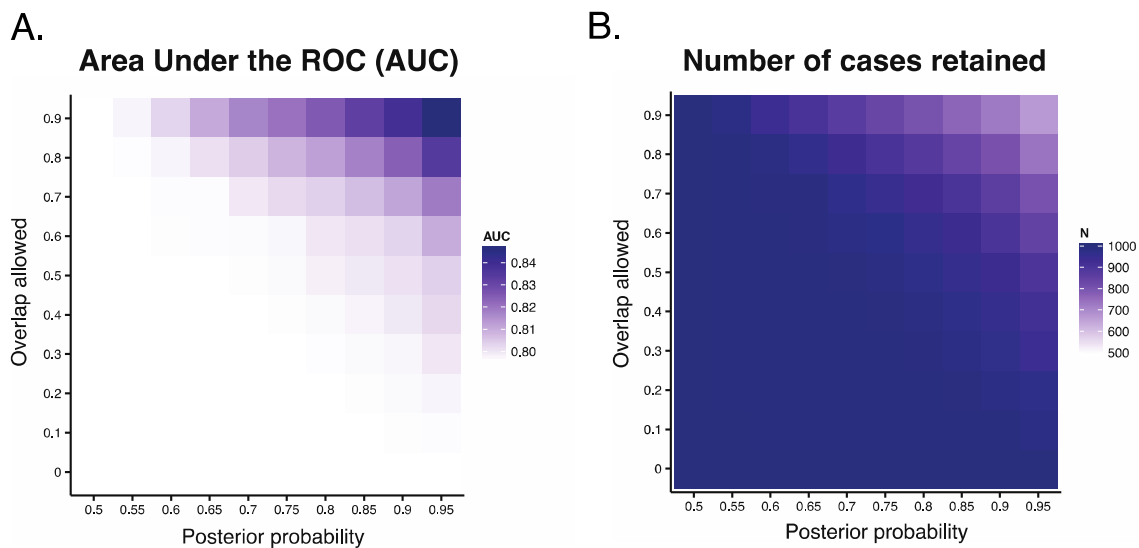 A.
Area Under the ROC (AUC)
Overlap allowed
0.9
0.8
0.7
0.6
0.5
0.4
0.3
0.2
0.1
0
0.5 0.55 0.6 0.65 0.7 0.75 0.8 0.85 0.9 0.95
Posterior probability
AUC
0.84
0.83
0.82
0.81
0.80
B.
Number of cases retained
Overlap allowed
0.9
0.8
0.7
0.6
0.5
0.4
0.3
0.2
0.1
0
0.5 0.55 0.6 0.65 0.7 0.75 0.8 0.85 0.9 0.95
Posterior probability
N
1000
900
800
700
600
500